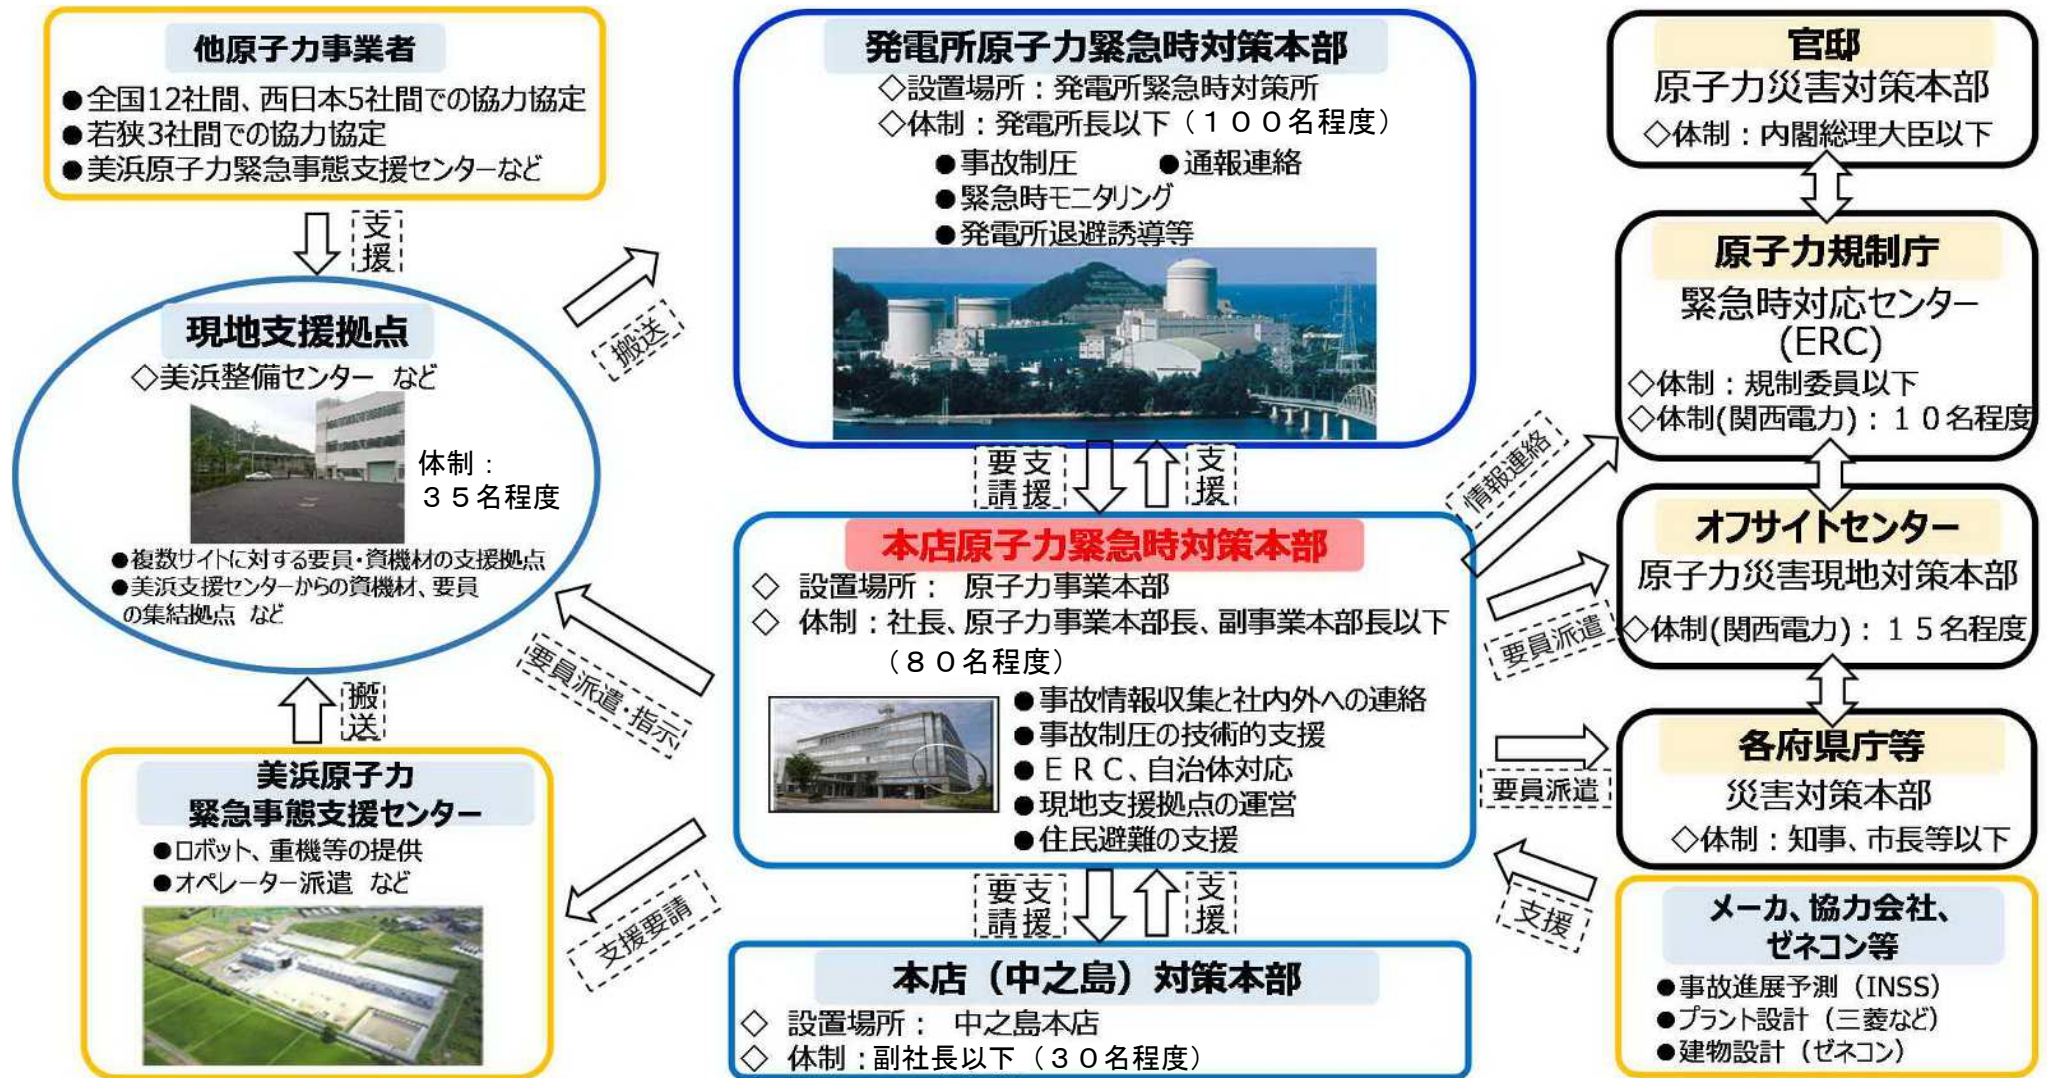 他原子力事業者
●全国12社間、西日本5社間での協力協定
●若狭3社間での協力協定
●美浜原子力緊急事態支援センターなど
支援
現地支援拠点
◇美浜整備センター など
体制：
３５名程度
●複数サイトに対する要員・資機材の支援拠点
●美浜支援センターからの資機材、要員
の集結拠点 など
搬送
美浜原子力
緊急事態支援センター
●ロボット、重機等の提供
●オペレーター派遣 など
搬送
発電所原子力緊急時対策本部
◇設置場所：発電所緊急時対策所
◇体制：発電所長以下（１００名程度）
●事故制圧 ●通報連絡
●緊急時モニタリング
●発電所退避誘導等
支援要請
支援
本店原子力緊急時対策本部
◇ 設置場所： 原子力事業本部
◇ 体制：社長、原子力事業本部長、副事業本部長以下
（８０名程度）
●事故情報収集と社内外への連絡
●事故制圧の技術的支援
●ＥＲＣ、自治体対応
●現地支援拠点の運営
●住民避難の支援
要員派遣・指示
支援要請
支援要請
支援
本店（中之島）対策本部
◇ 設置場所： 中之島本店
◇ 体制：副社長以下（３０名程度）
官邸
原子力災害対策本部
◇体制：内閣総理大臣以下
原子力規制庁
緊急時対応センター
(ERC)
◇体制：規制委員以下
◇体制(関西電力)：１０名程度
情報連絡
オフサイトセンター
原子力災害現地対策本部
◇体制(関西電力)：１５名程度
要員派遣
各府県庁等
災害対策本部
◇体制：知事、市長等以下
要員派遣
支援
メーカ、協力会社、
ゼネコン等
●事故進展予測（INSS）
●プラント設計（三菱など）
●建物設計（ゼネコン）